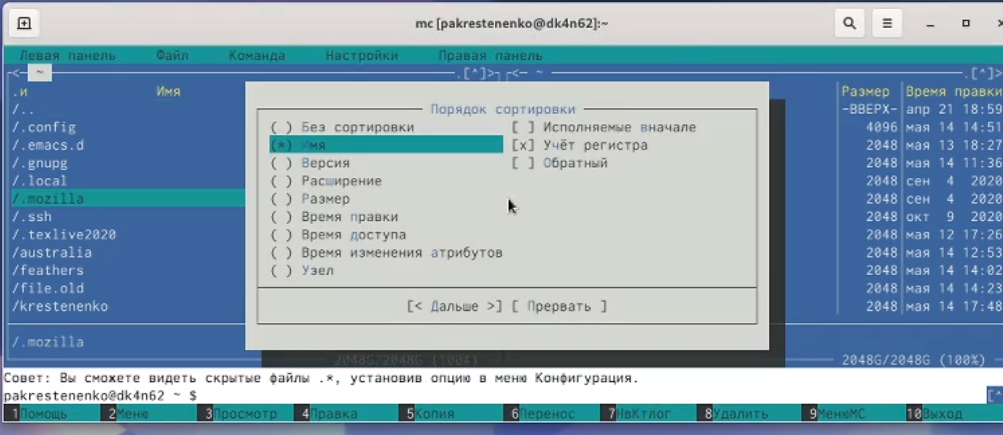 mc [pakrestenenko@dk4n62]:~
Левая панель Файл Команда Настройки Правая панель
<— ~ .[^]> <— ~ .[^]>
.и Имя Размер Время правки
/.. -ВВЕРХ- апр 21 18:59
/.config 4096 мая 14 14:51
/.emacs.d 2048 мая 13 18:27
/.gnupg 2048 мая 14 11:36
/.local 2048 сен 4 2020
/.mozilla 2048 сен 4 2020
/.ssh 2048 окт 9 2020
/.texlive2020 2048 мая 12 17:26
/australia 2048 мая 14 12:53
/feathers 2048 мая 14 14:02
/file.old 2048 мая 14 14:23
/krestenenko 2048 мая 14 17:48
Порядок сортировки
( ) Без сортировки [ ] Исполняемые вначале
(*) Имя [x] Учёт регистра
( ) Версия [ ] Обратный
( ) Расширение
( ) Размер
( ) Время правки
( ) Время доступа
( ) Время изменения атрибутов
( ) Узел
[< Дальше >] [ Прервать ]
/.mozilla
2048G/2048G (100%) 2048G/2048G (100%)
Совет: Вы сможете видеть скрытые файлы .*, установив опцию в меню Конфигурация.
pakrestenenko@dk4n62 ~ $ [^
1Помощь 2Меню 3Просмотр 4Правка 5Копия 6Перенос 7НвКтлог 8Удалить 9МенюMC 10Выход